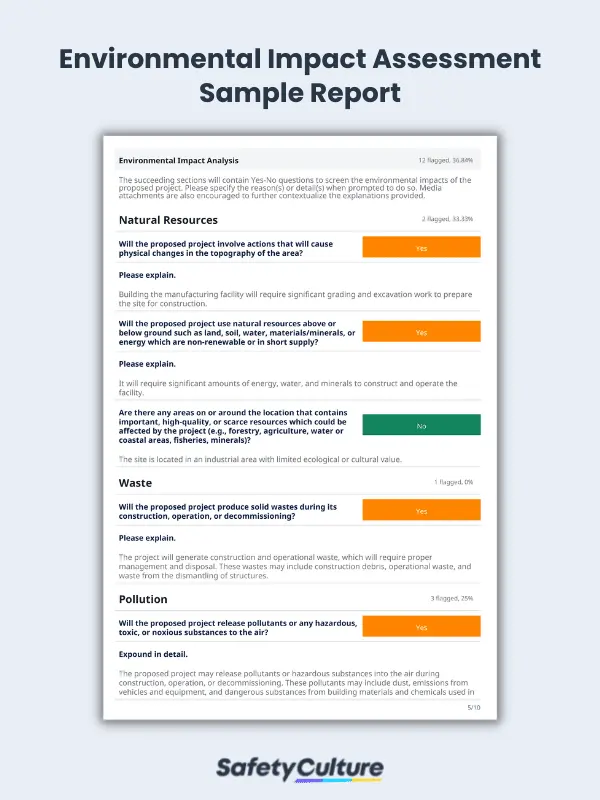 Environmental Impact Assessment
Sample Report
Environmental Impact Analysis
12 flagged, 36.84%
The succeeding sections will contain Yes-No questions to screen the environmental impacts of the
proposed project. Please specify the reason(s) or detail(s) when prompted to do so. Media
attachments are also encouraged to further contextualize the explanations provided.
Natural Resources
2 flagged, 33.33%
Will the proposed project involve actions that will cause
physical changes in the topography of the area?
Yes
Please explain.
Building the manufacturing facility will require significant grading and excavation work to prepare
the site for construction.
Will the proposed project use natural resources above or
below ground such as land, soil, water, materials/minerals, or
energy which are non-renewable or in short supply?
Yes
Please explain.
It will require significant amounts of energy, water, and minerals to construct and operate the
facility.
Are there any areas on or around the location that contains
important, high-quality, or scarce resources which could be
affected by the project (e.g., forestry, agriculture, water or
coastal areas, fisheries, minerals)?
No
The site is located in an industrial area with limited ecological or cultural value.
Waste
1 flagged, 0%
Will the proposed project produce solid wastes during its
construction, operation, or decommissioning?
Yes
Please explain.
The project will generate construction and operational waste, which will require proper
management and disposal. These wastes may include construction debris, operational waste, and
waste from the dismantling of structures.
Pollution
3 flagged, 25%
Will the proposed project release pollutants or any hazardous,
toxic, or noxious substances to the air?
Yes
Expound in detail.
The proposed project may release pollutants or hazardous substances into the air during
construction, operation, or decommissioning. These pollutants may include dust, emissions from
vehicles and equipment, and dangerous substances from building materials and chemicals used in
5/10
SafetyCulture